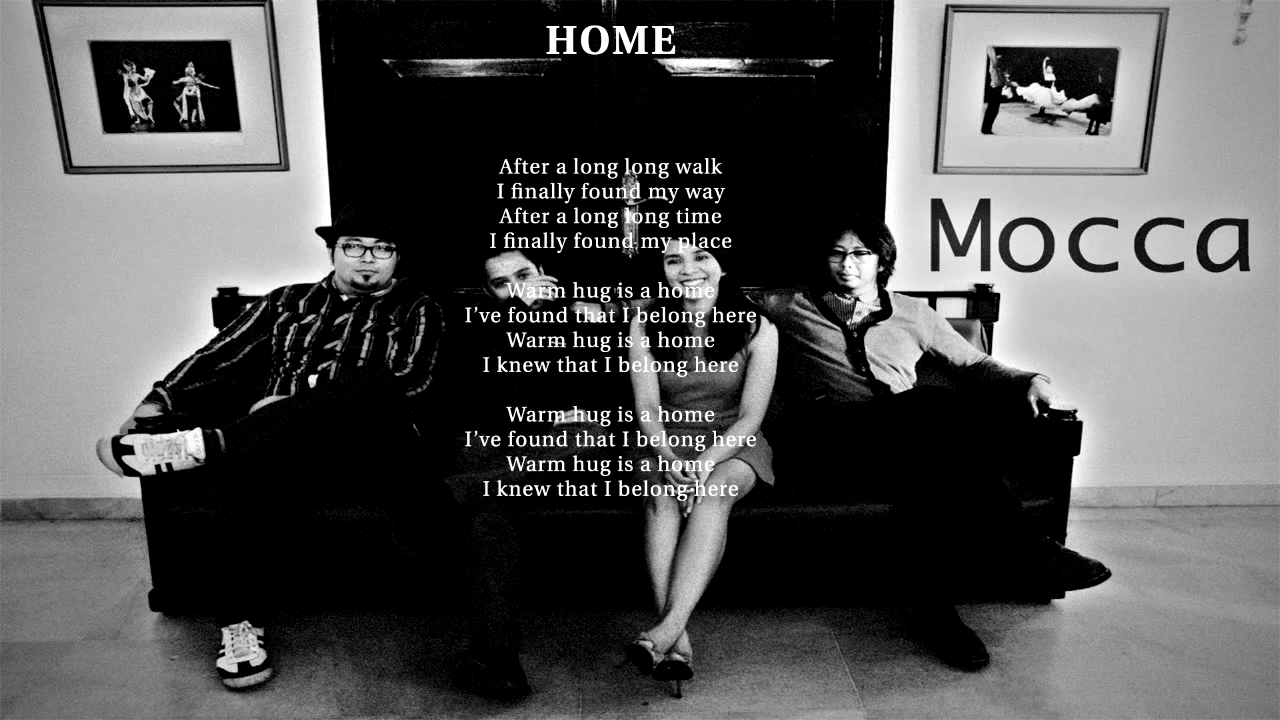 HOME
After a long long walk
I finally found my way
After a long long time
I finally found my place
Warm hug is a home
I've found that I belong here
Warm hug is a home
I knew that I belong here
Warm hug is a home
I've found that I belong here
Warm hug is a home
I knew that I belong here
Mocca